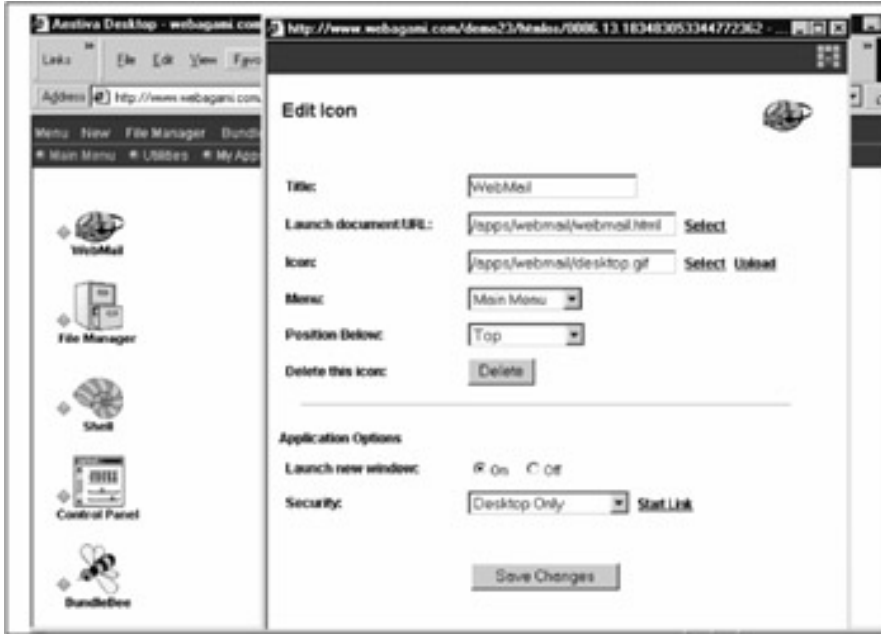 Aestiva Desktop - webagami.com
http://www.webagami.com/demo23/htmlos/0086.13.183483053344772362 - ...
Links » File Edit View Favo
Address http://www.webagami.com
Menu New File Manager Bundl
Main Menu Utilities My App
WebMail
File Manager
Shell
Control Panel
BundleBee
Edit Icon
Title: WebMail
Launch document/URL: /apps/webmail/webmail.html Select
Icon: /apps/webmail/desktop.gif Select Upload
Menu: Main Menu
Position Below: Top
Delete this icon: Delete
Application Options
Launch new window: On Off
Security: Desktop Only Start Link
Save Changes